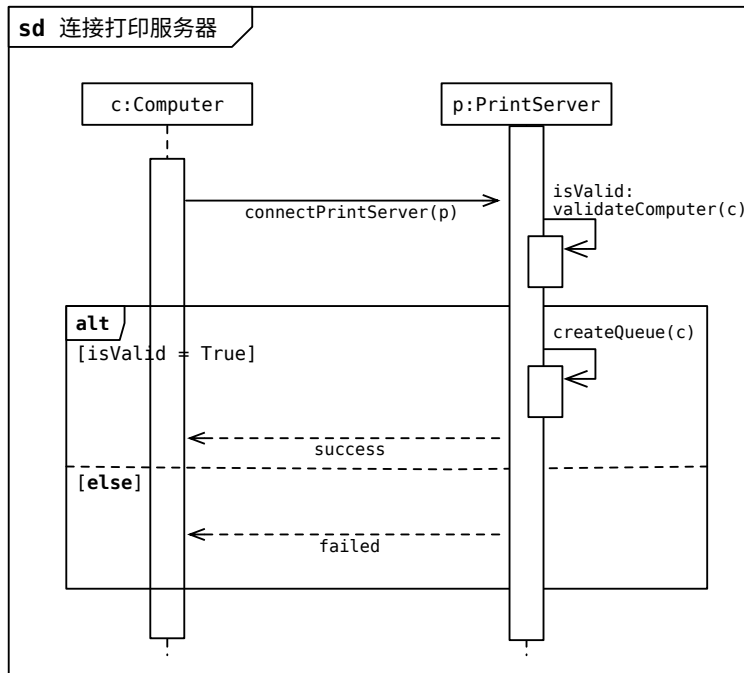 sd 连接打印服务器
c:Computer
p:PrintServer
connectPrintServer(p)
isValid:
validateComputer(c)
alt
[isValid = True]
createQueue(c)
success
[else]
failed